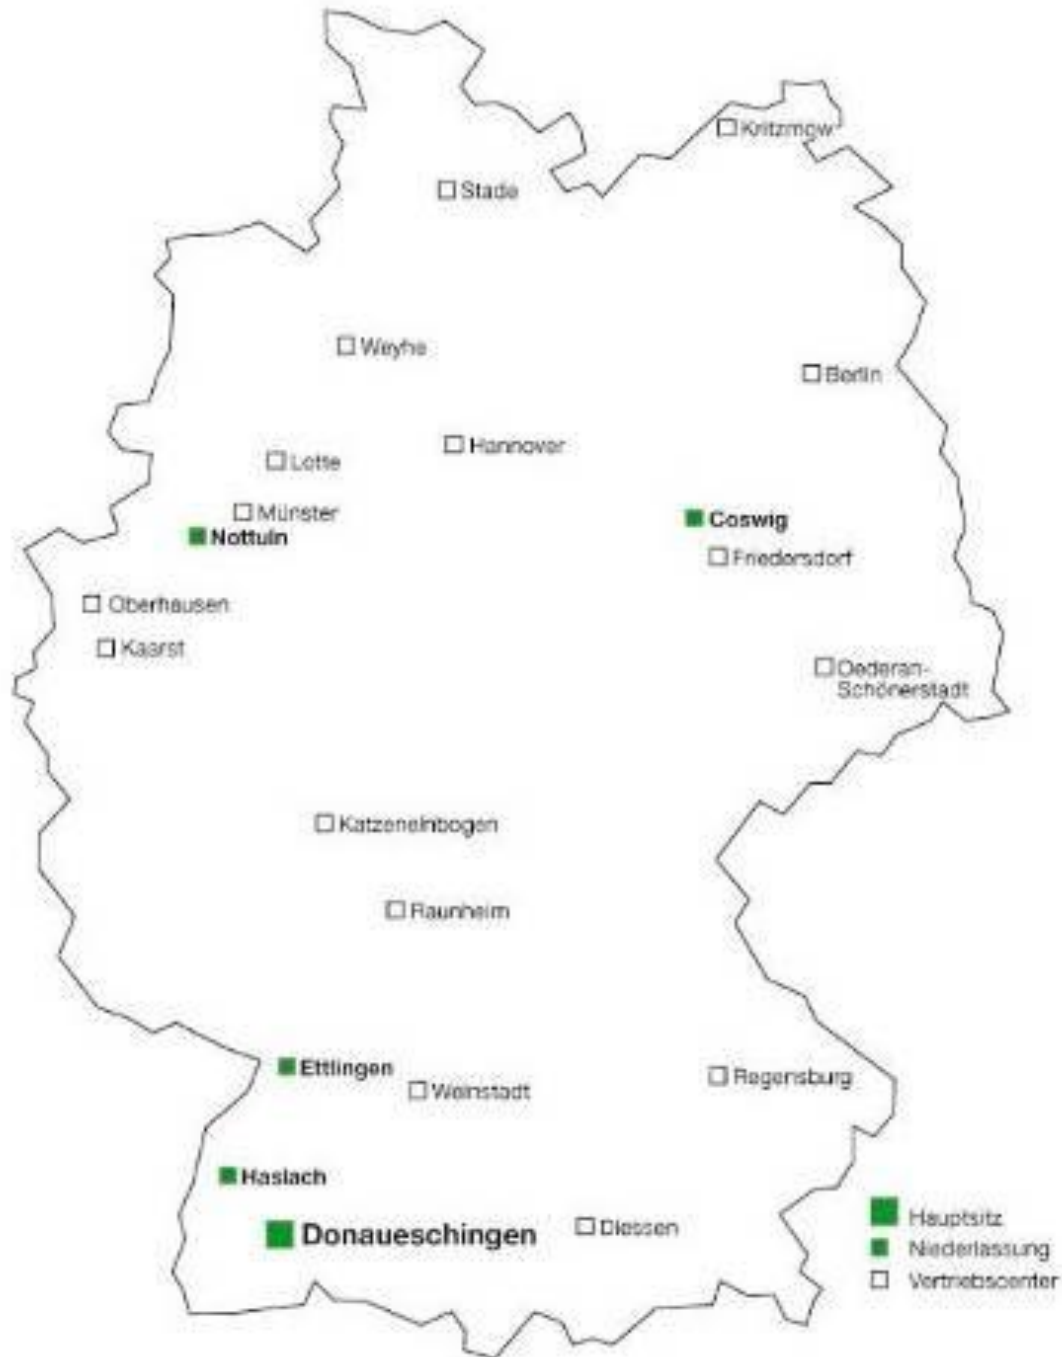 Kritzmow
Stade
Weyhe
Berlin
Hannover
Lotte
Münster
Coswig
Nottuln
Friedersdorf
Oberhausen
Kaarst
Oederan-
Schönerstadt
Katzenelnbogen
Raunheim
Ettlingen
Weinstadt
Regensburg
Haslach
Donaueschingen
Diessen
Hauptsitz
Niederlassung
Vertriebscenter